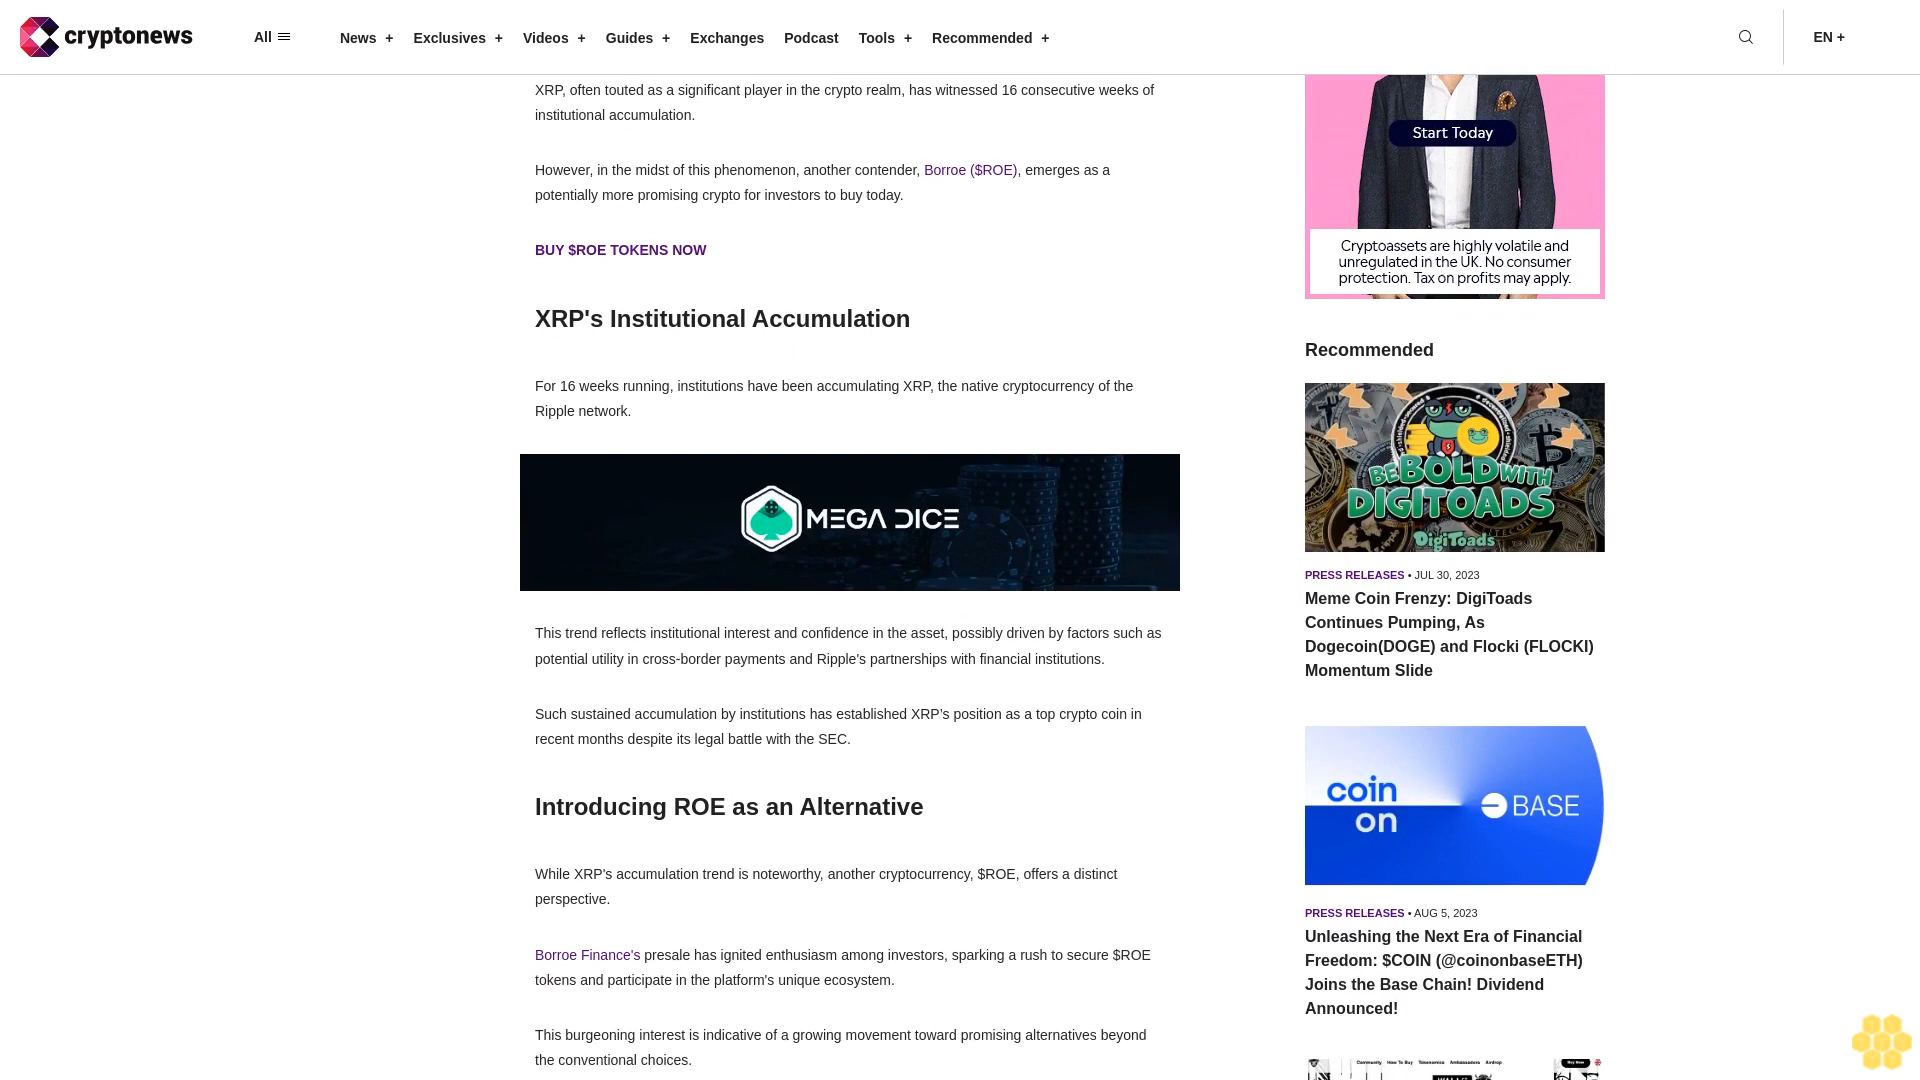 cryptonews
All
News +
Exclusives +
Videos +
Guides +
Exchanges
Podcast
Tools +
Recommended +
EN +
XRP, often touted as a significant player in the crypto realm, has witnessed 16 consecutive weeks of
institutional accumulation.
However, in the midst of this phenomenon, another contender, Borroe ($ROE), emerges as a
potentially more promising crypto for investors to buy today.
BUY $ROE TOKENS NOW
XRP's Institutional Accumulation
For 16 weeks running, institutions have been accumulating XRP, the native cryptocurrency of the
Ripple network.
MEGA DICE
This trend reflects institutional interest and confidence in the asset, possibly driven by factors such as
potential utility in cross-border payments and Ripple's partnerships with financial institutions.
Such sustained accumulation by institutions has established XRP’s position as a top crypto coin in
recent months despite its legal battle with the SEC.
Introducing ROE as an Alternative
While XRP's accumulation trend is noteworthy, another cryptocurrency, $ROE, offers a distinct
perspective.
Borroe Finance's presale has ignited enthusiasm among investors, sparking a rush to secure $ROE
tokens and participate in the platform's unique ecosystem.
This burgeoning interest is indicative of a growing movement toward promising alternatives beyond
the conventional choices.
Start Today
Cryptoassets are highly volatile and
unregulated in the UK. No consumer
protection. Tax on profits may apply.
Recommended
BE BOLD WITH
DIGITOADS
DigiToads
PRESS RELEASES • JUL 30, 2023
Meme Coin Frenzy: DigiToads
Continues Pumping, As
Dogecoin(DOGE) and Flocki (FLOCKI)
Momentum Slide
coin
on
BASE
PRESS RELEASES • AUG 5, 2023
Unleashing the Next Era of Financial
Freedom: $COIN (@coinonbaseETH)
Joins the Base Chain! Dividend
Announced!
Community How To Buy Tokenomics Ambassadors Airdrop
Buy Now